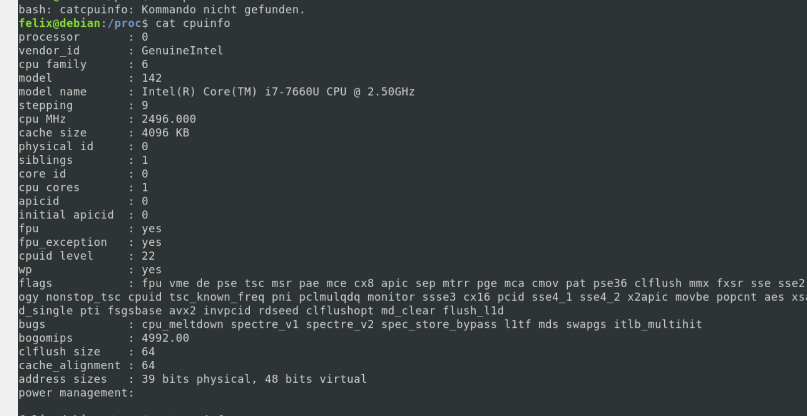 bash: catcpuinfo: Kommando nicht gefunden.
felix@debian:/proc$ cat cpuinfo
processor : 0
vendor_id : GenuineIntel
cpu family : 6
model : 142
model name : Intel(R) Core(TM) i7-7660U CPU @ 2.50GHz
stepping : 9
cpu MHz : 2496.000
cache size : 4096 KB
physical id : 0
siblings : 1
core id : 0
cpu cores : 1
apicid : 0
initial apicid : 0
fpu : yes
fpu_exception : yes
cpuid level : 22
wp : yes
flags : fpu vme de pse tsc msr pae mce cx8 apic sep mtrr pge mca cmov pat pse36 clflush mmx fxsr sse sse2
ogy nonstop_tsc cpuid tsc_known_freq pni pclmulqdq monitor ssse3 cx16 pcid sse4_1 sse4_2 x2apic movbe popcnt aes xsa
d_single pti fsgsbase avx2 invpcid rdseed clflushopt md_clear flush_l1d
bugs : cpu_meltdown spectre_v1 spectre_v2 spec_store_bypass l1tf mds swapgs itlb_multihit
bogomips : 4992.00
clflush size : 64
cache_alignment : 64
address sizes : 39 bits physical, 48 bits virtual
power management: